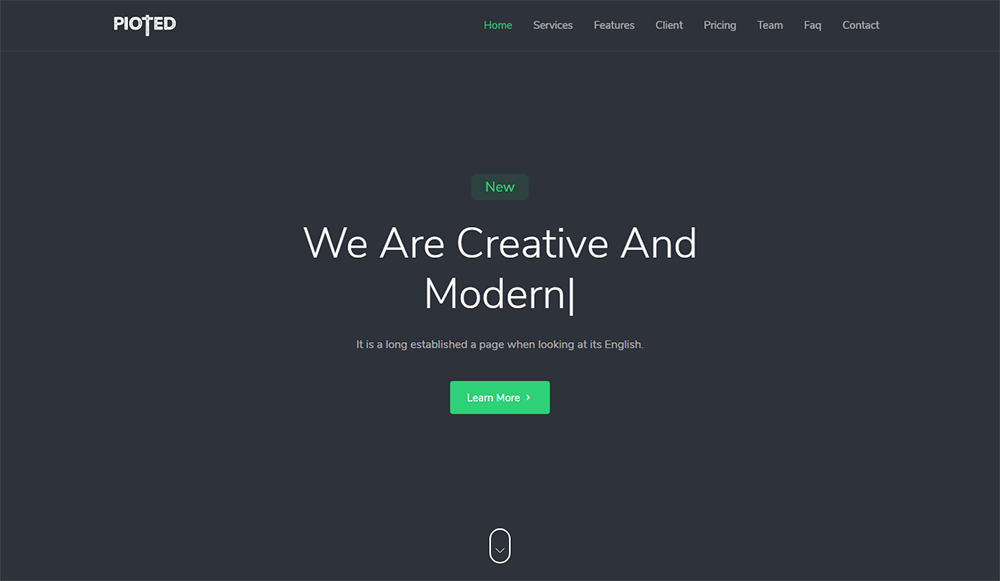 PIOTED
Home Services Features Client Pricing Team Faq Contact
New
We Are Creative And
Modern|
It is a long established a page when looking at its English.
Learn More >